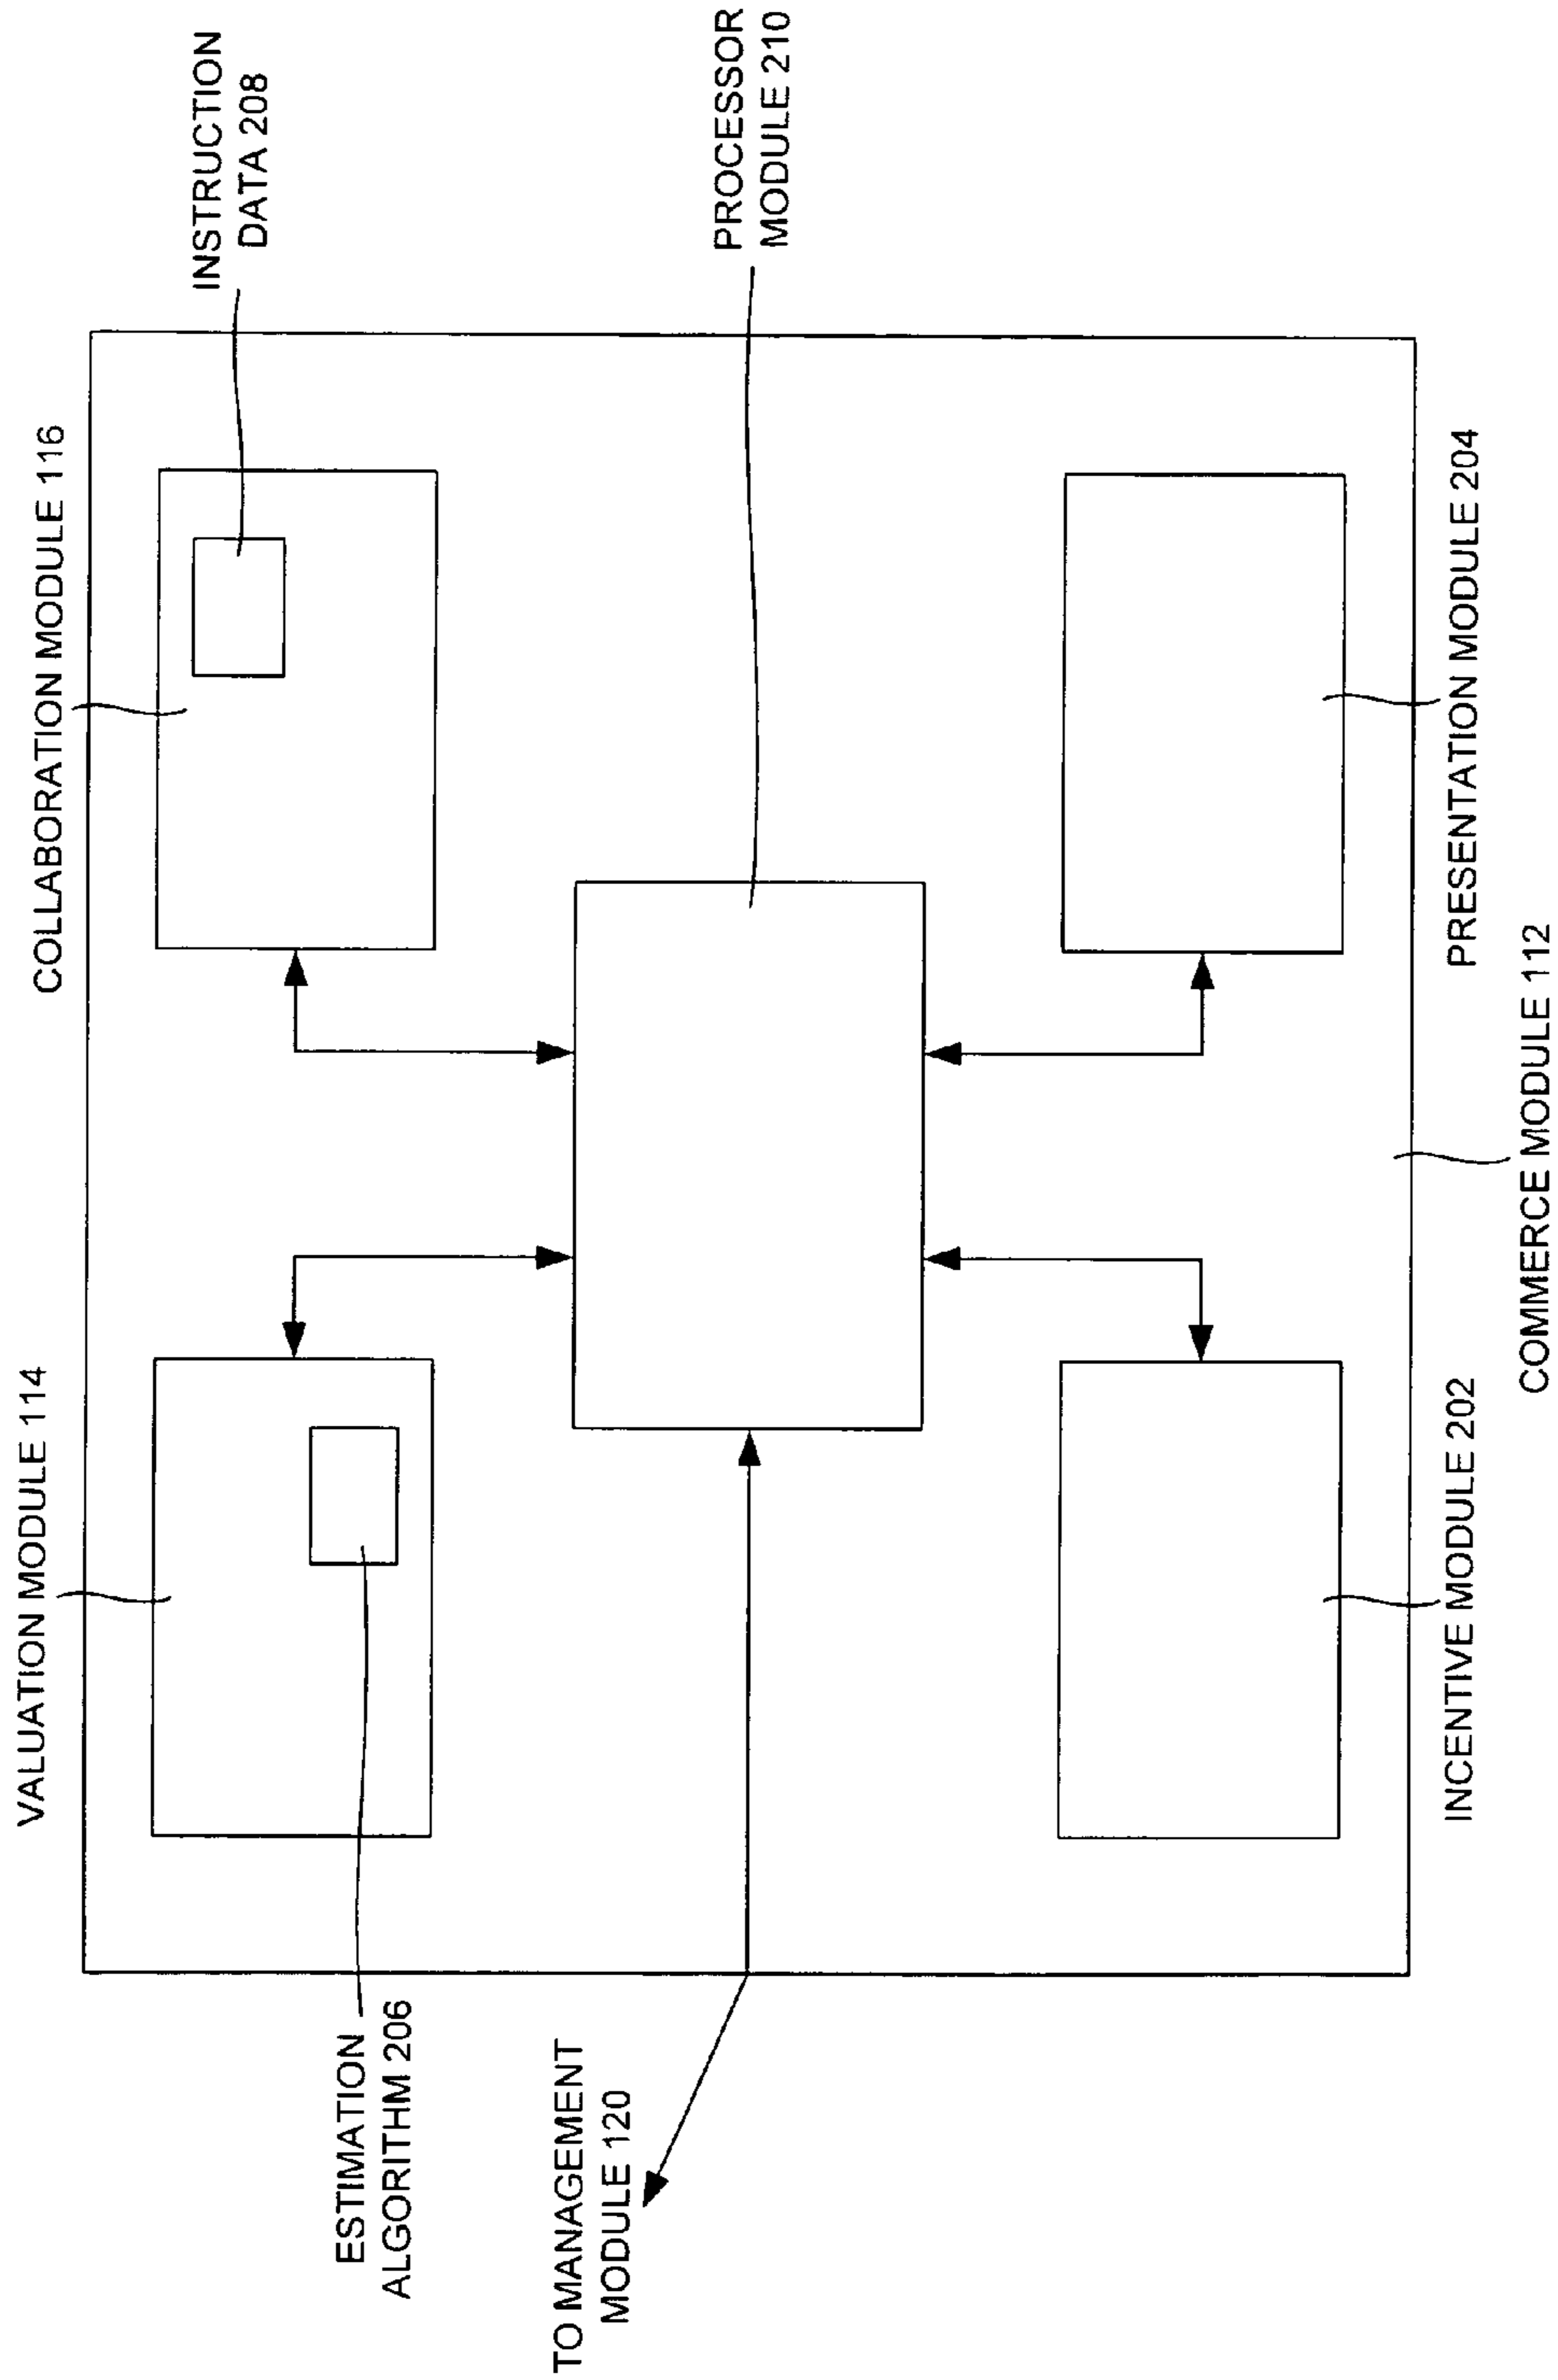 VALUATION MODULE 114
COLLABORATION MODULE 116
INSTRUCTION
DATA 208
ESTIMATION
ALGORITHM 206
PROCESSOR
MODULE 210
TO MANAGEMENT
MODULE 120
INCENTIVE MODULE 202
PRESENTATION MODULE 204
COMMERCE MODULE 112